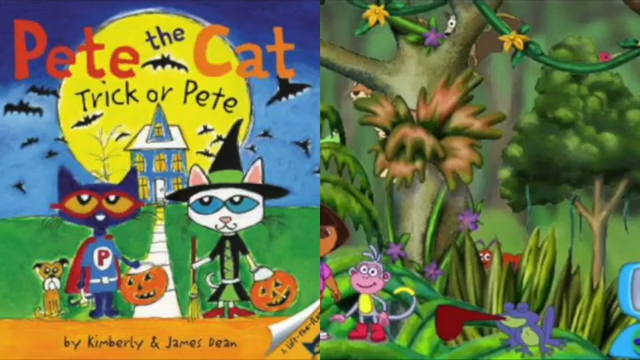 Pete the Cat
Trick or Pete
P
by Kimberly & James Dean